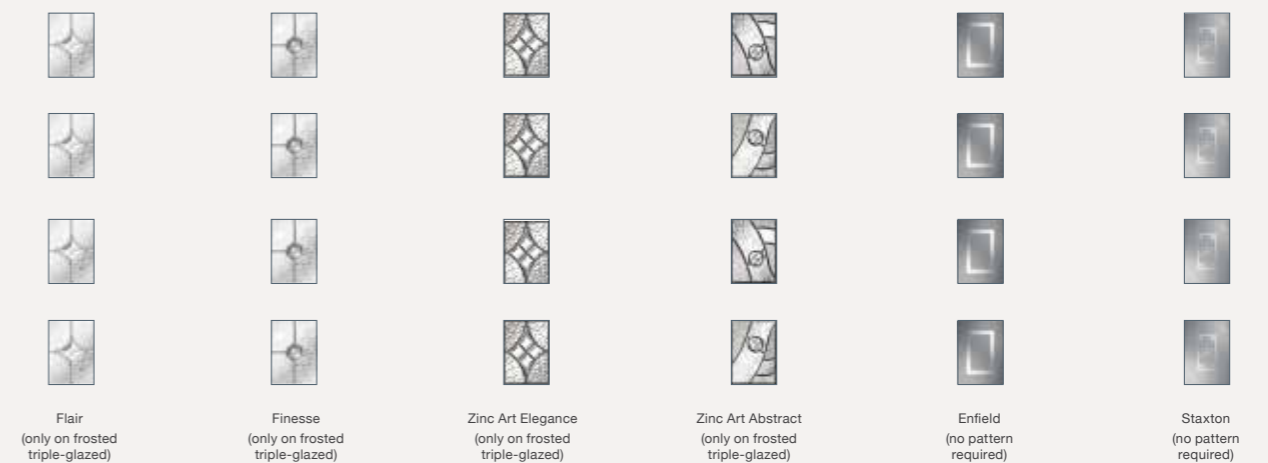 Flair
(only on frosted
triple-glazed)
Finesse
(only on frosted
triple-glazed)
Zinc Art Elegance
(only on frosted
triple-glazed)
Zinc Art Abstract
(only on frosted
triple-glazed)
Enfield
(no pattern
required)
Staxton
(no pattern
required)